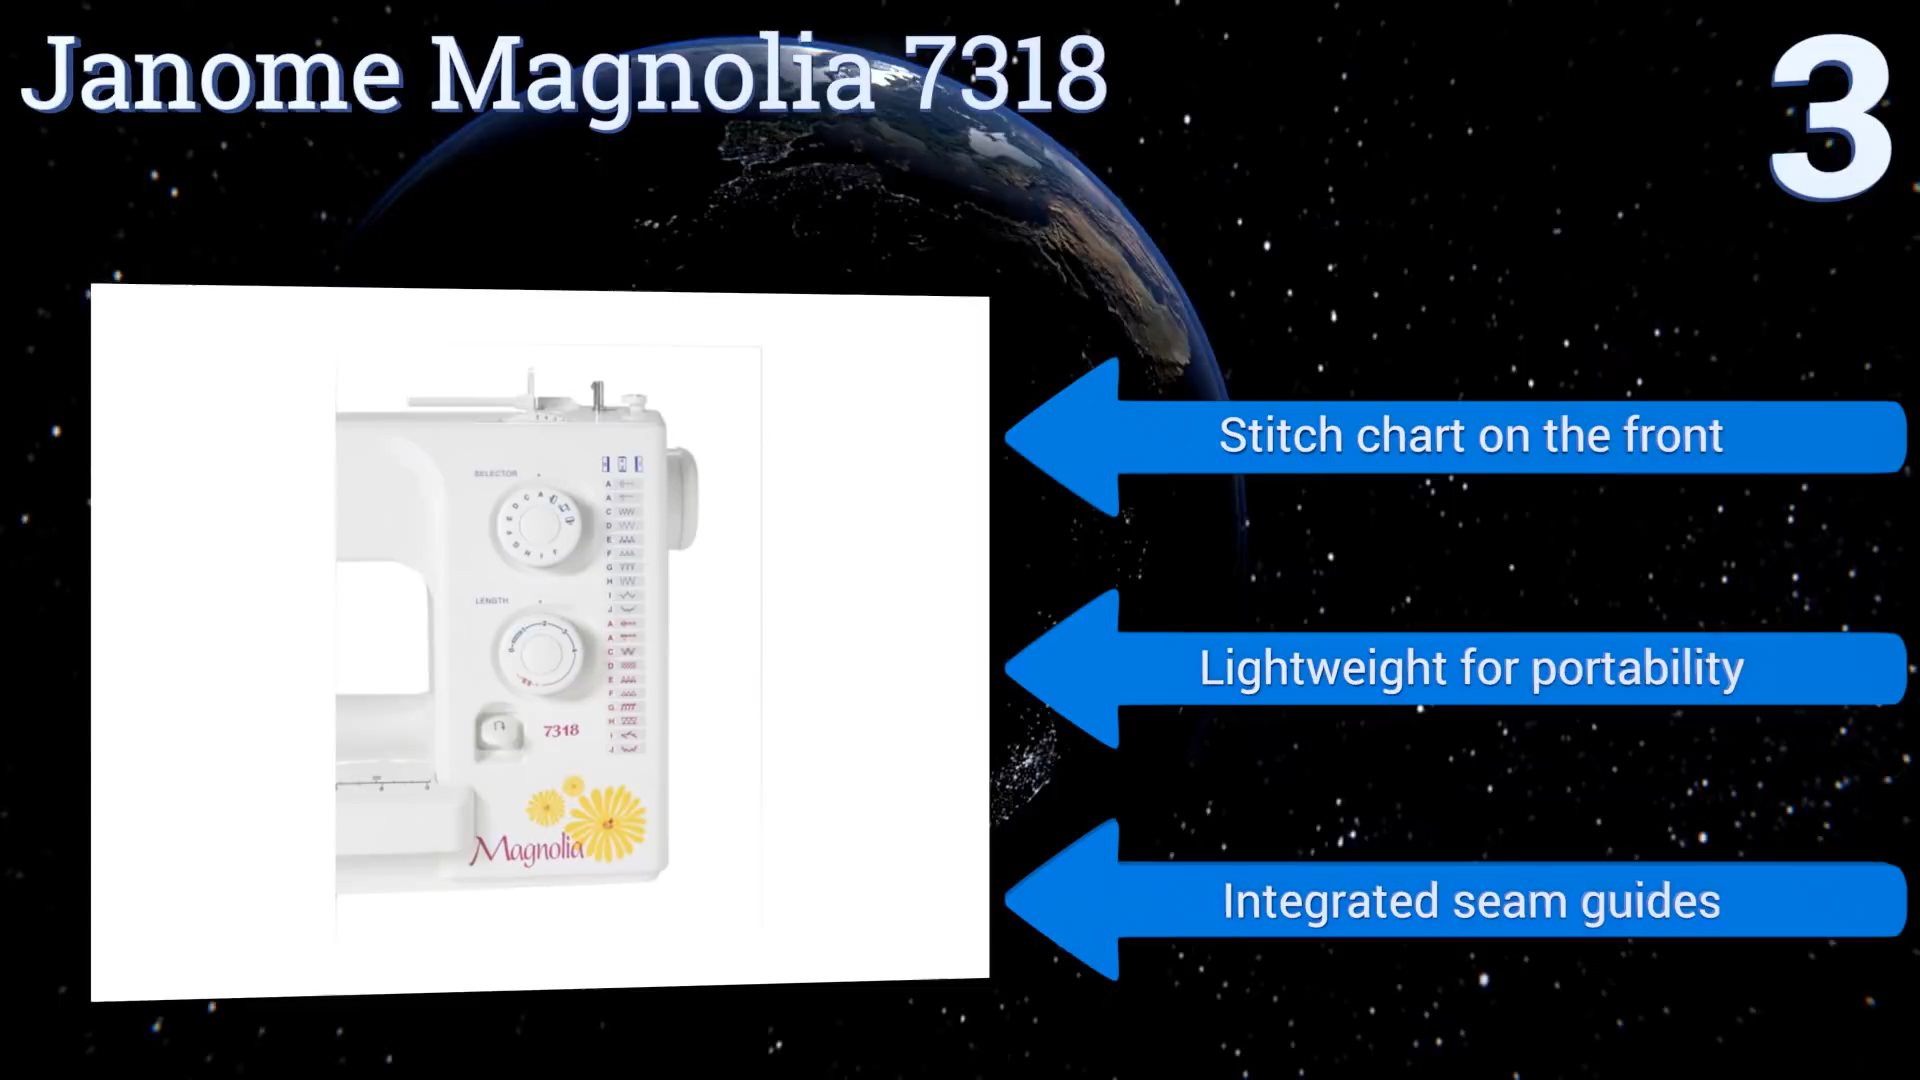 Janome Magnolia 7318
3
Stitch chart on the front
Lightweight for portability
Integrated seam guides
SELECTOR
A
A
C
D
E
F
G
H
I
J
LENGTH
A
A
C
D
E
F
G
H
I
J
7318
Magnolia